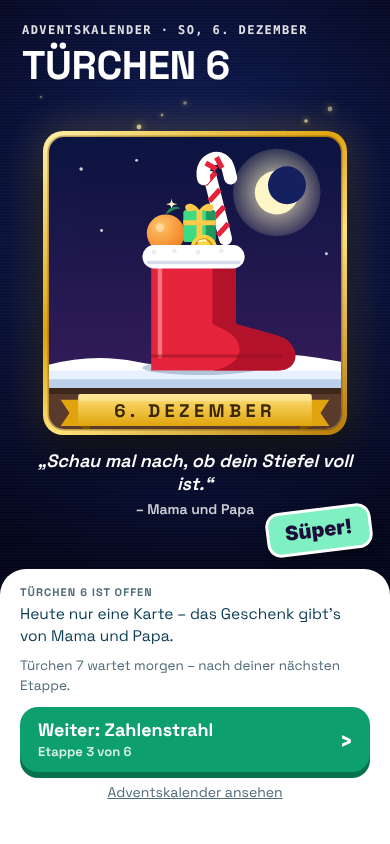 ADVENTSKALENDER · SO, 6. DEZEMBER
TÜRCHEN 6
6. DEZEMBER
„Schau mal nach, ob dein Stiefel voll
ist.“
– Mama und Papa
Süper!
TÜRCHEN 6 IST OFFEN
Heute nur eine Karte – das Geschenk gibt's
von Mama und Papa.
Türchen 7 wartet morgen – nach deiner nächsten
Etappe.
Weiter: Zahlenstrahl
Etappe 3 von 6
>
Adventskalender ansehen